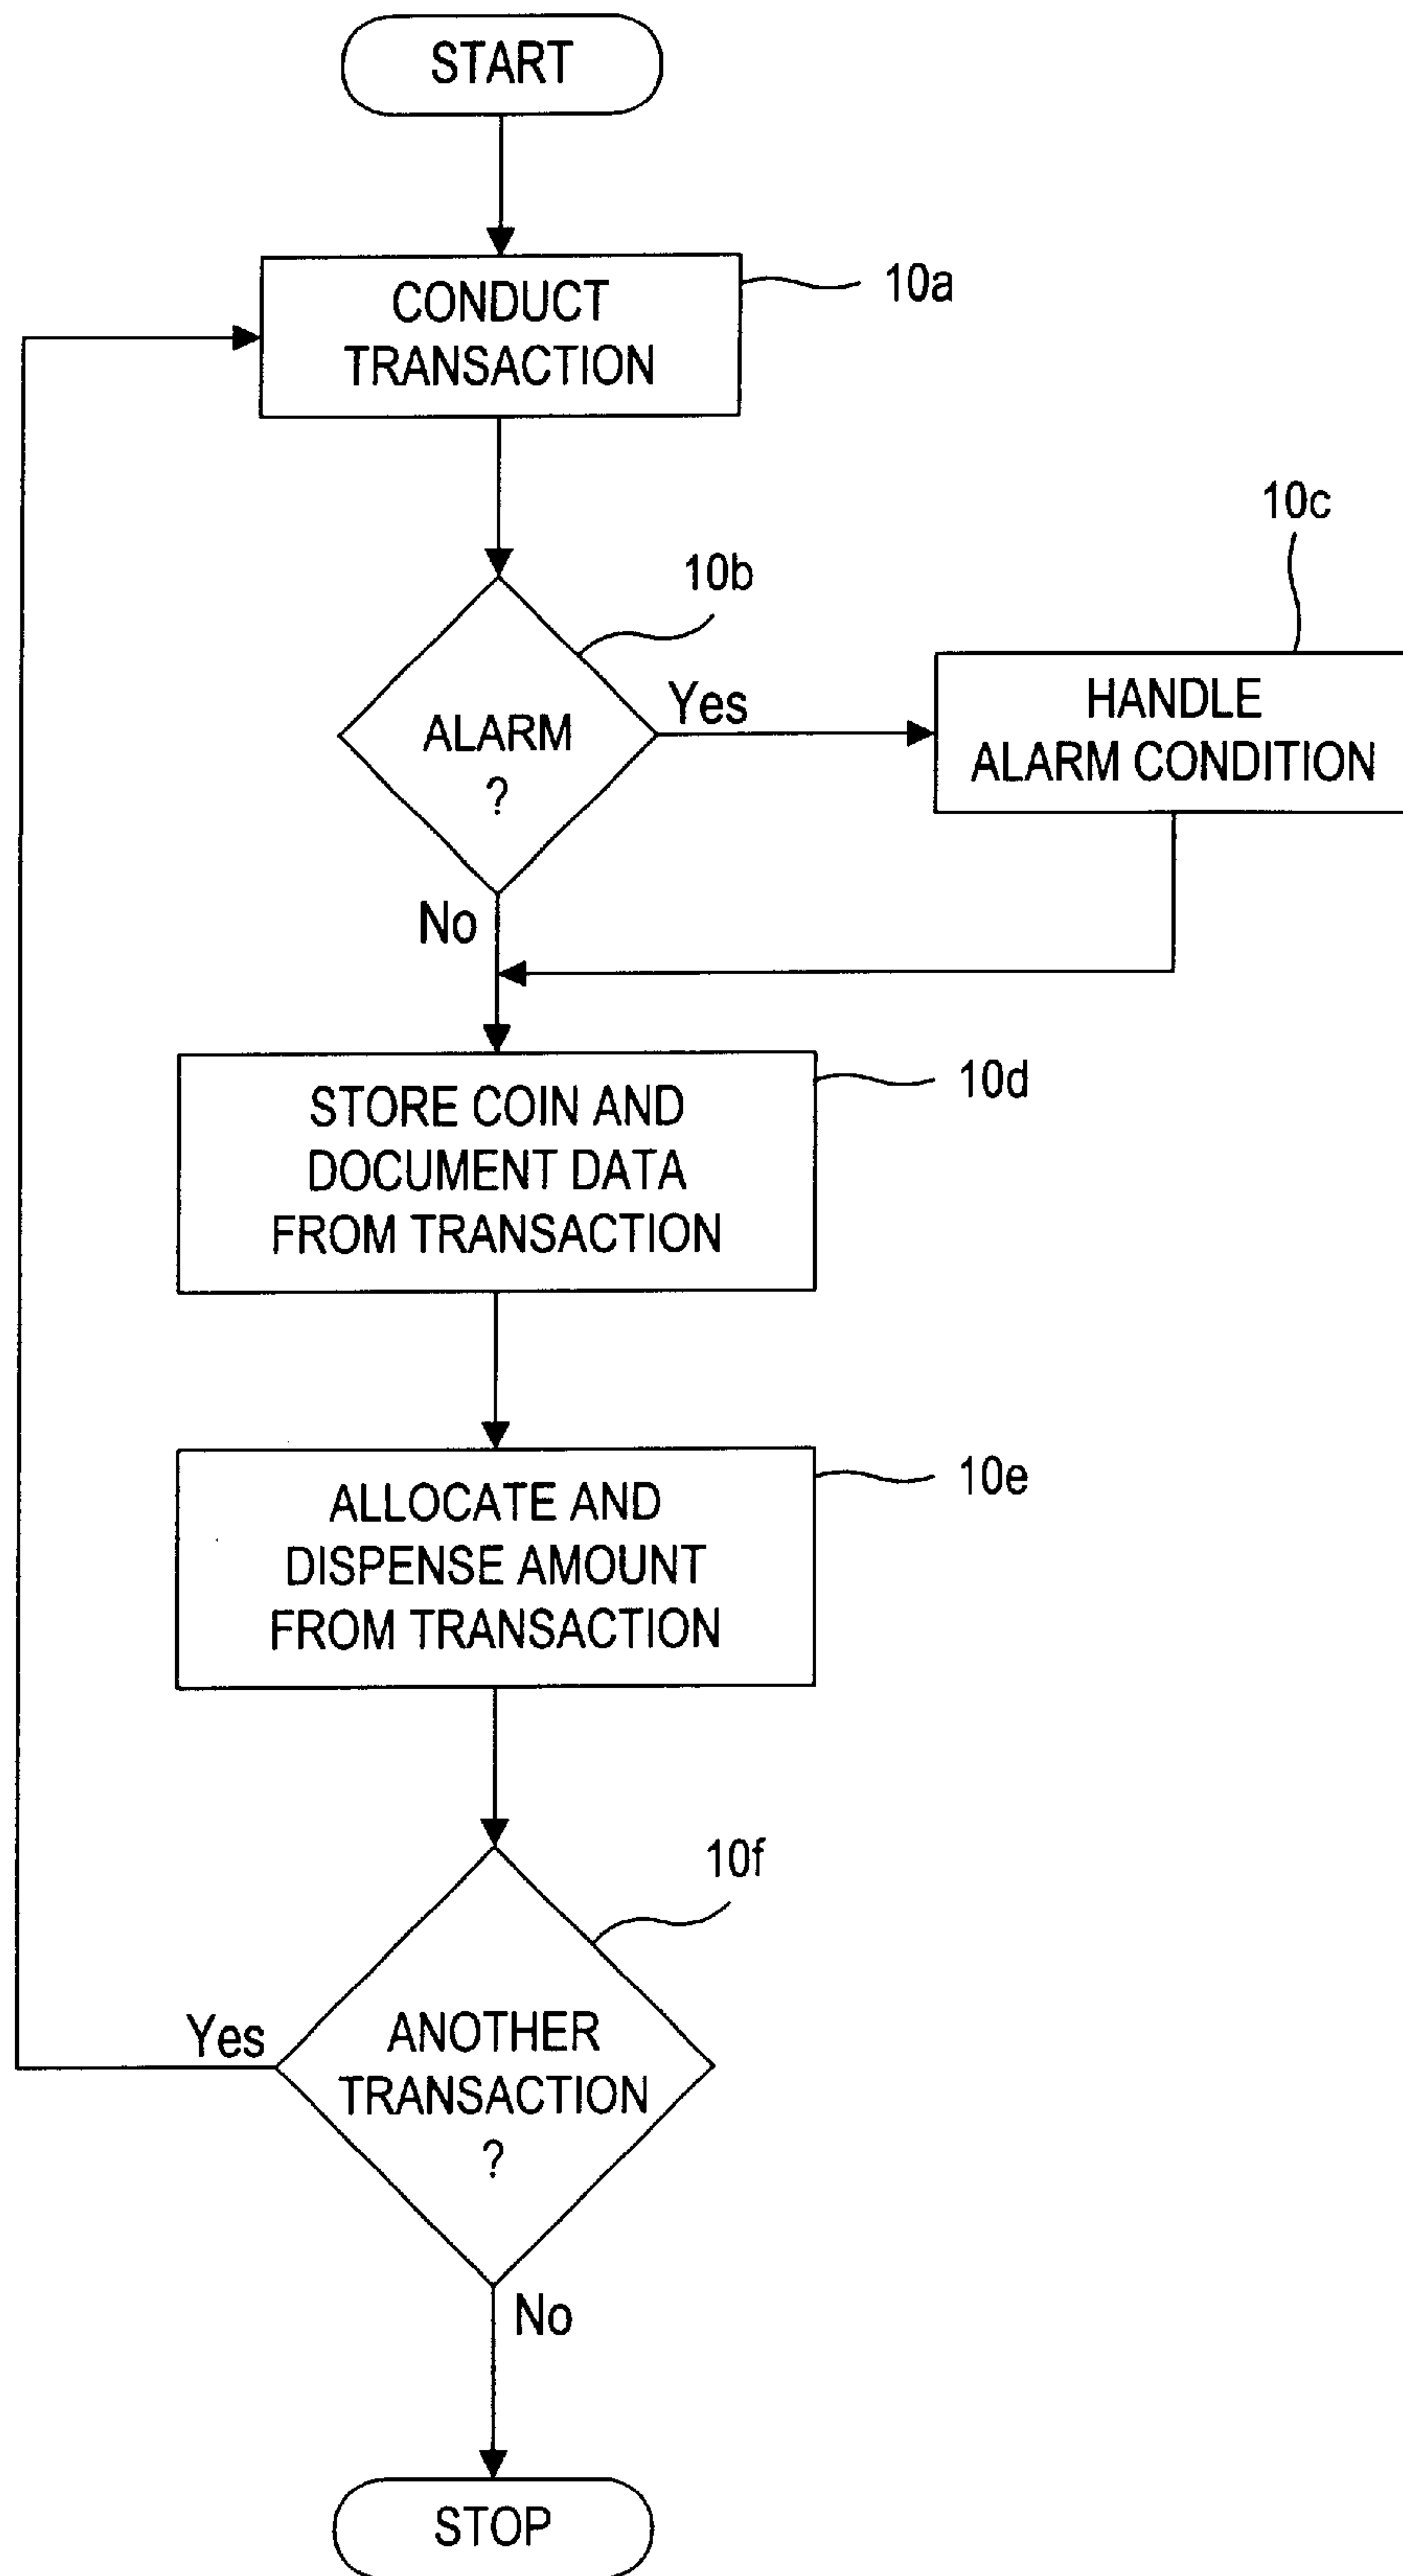 START
CONDUCT
TRANSACTION
10a
10b
10c
ALARM
?
Yes
HANDLE
ALARM CONDITION
No
STORE COIN AND
DOCUMENT DATA
FROM TRANSACTION
10d
ALLOCATE AND
DISPENSE AMOUNT
FROM TRANSACTION
10e
10f
Yes
ANOTHER
TRANSACTION
?
No
STOP